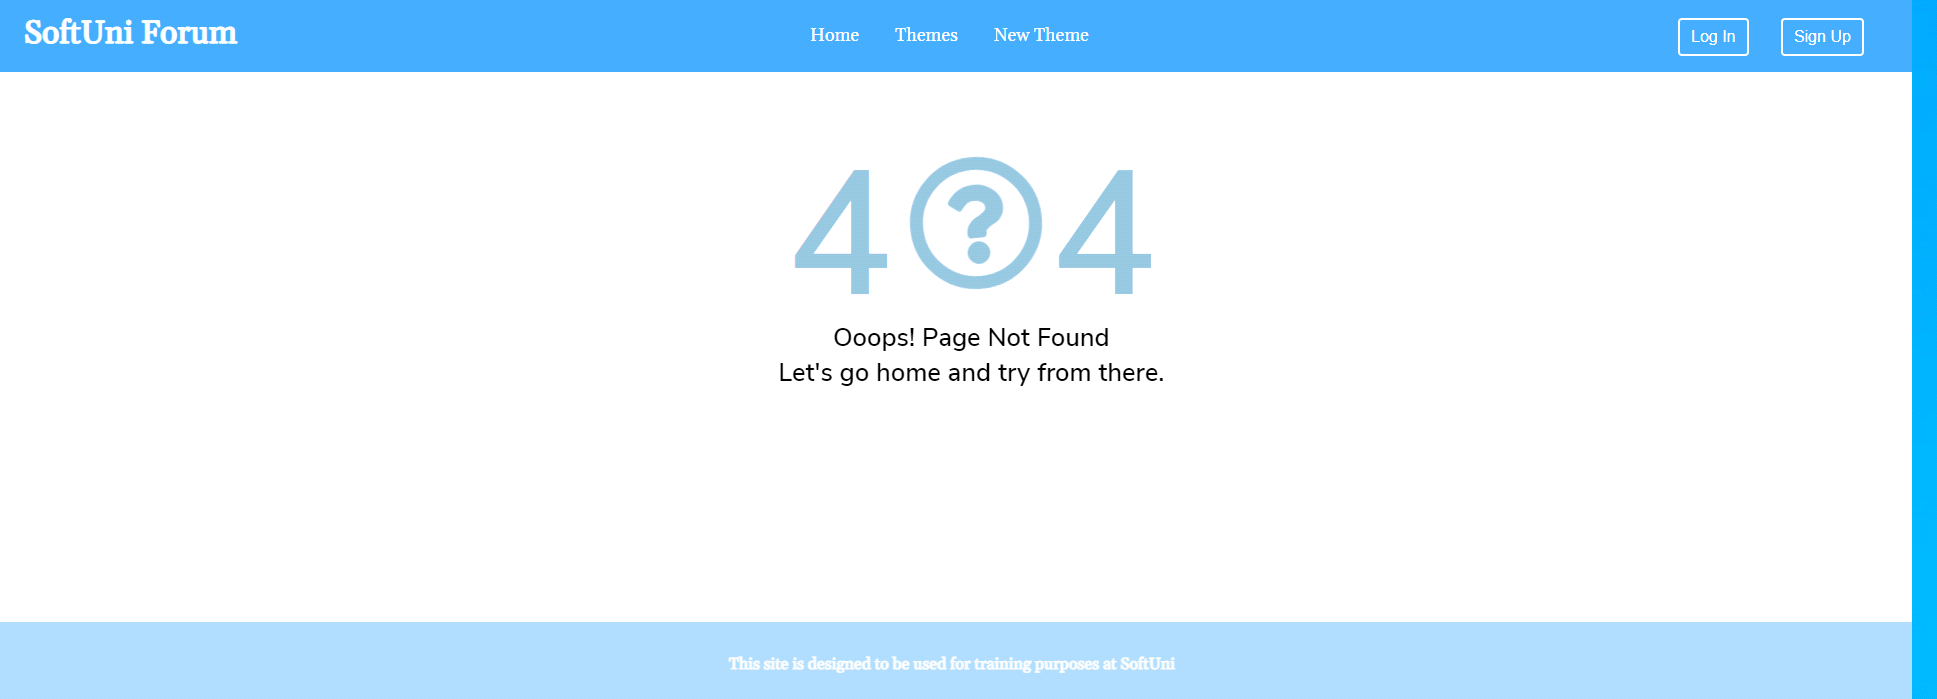 SoftUni Forum
Home Themes New Theme
Log In Sign Up
4?4
Ooops! Page Not Found
Let's go home and try from there.
This site is designed to be used for training purposes at SoftUni